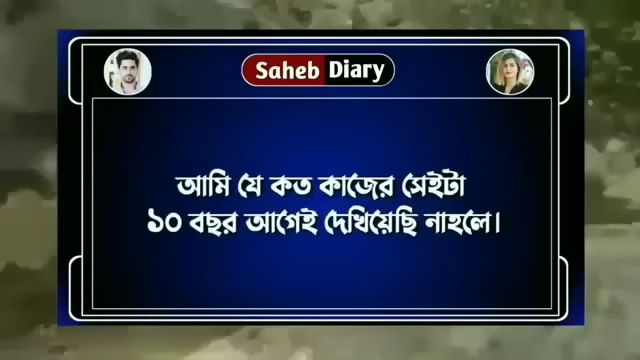 Saheb Diary
আমি যে কত কাজের সেইটা
১০ বছর আগেই দেখিয়েছি নাহলে।